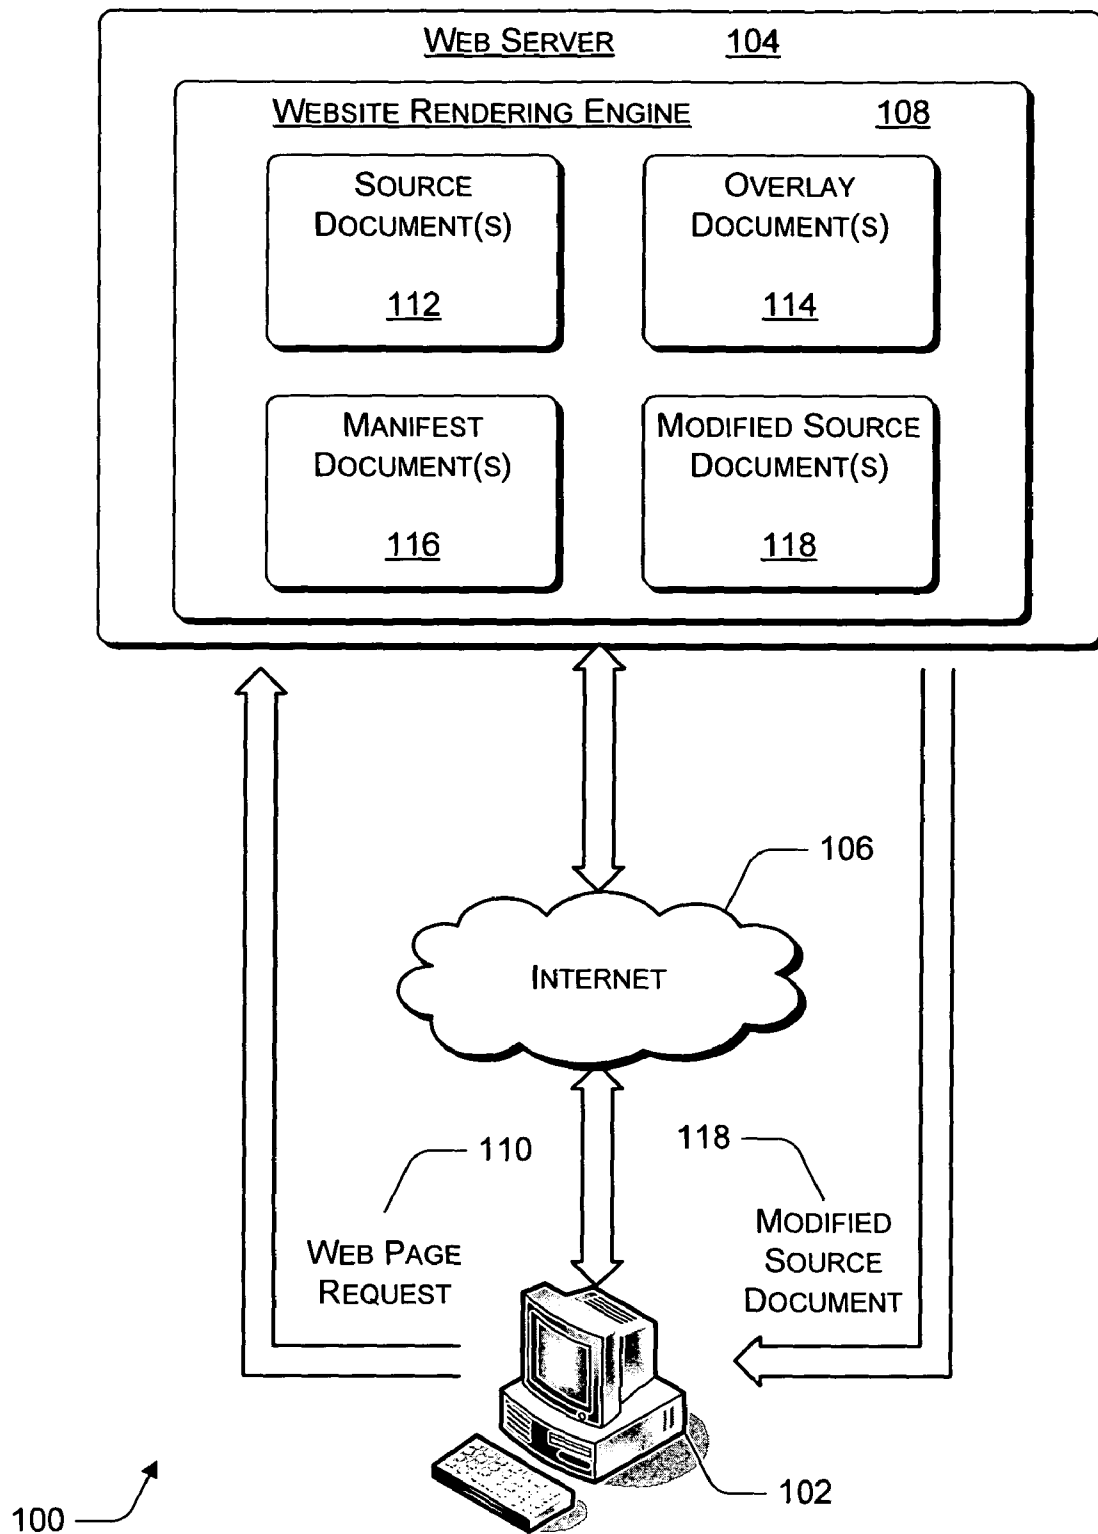 WEB SERVER 104
WEBSITE RENDERING ENGINE 108
SOURCE
DOCUMENT(S)
112
OVERLAY
DOCUMENT(S)
114
MANIFEST
DOCUMENT(S)
116
MODIFIED SOURCE
DOCUMENT(S)
118
106
INTERNET
110
WEB PAGE
REQUEST
118
MODIFIED
SOURCE
DOCUMENT
102
100